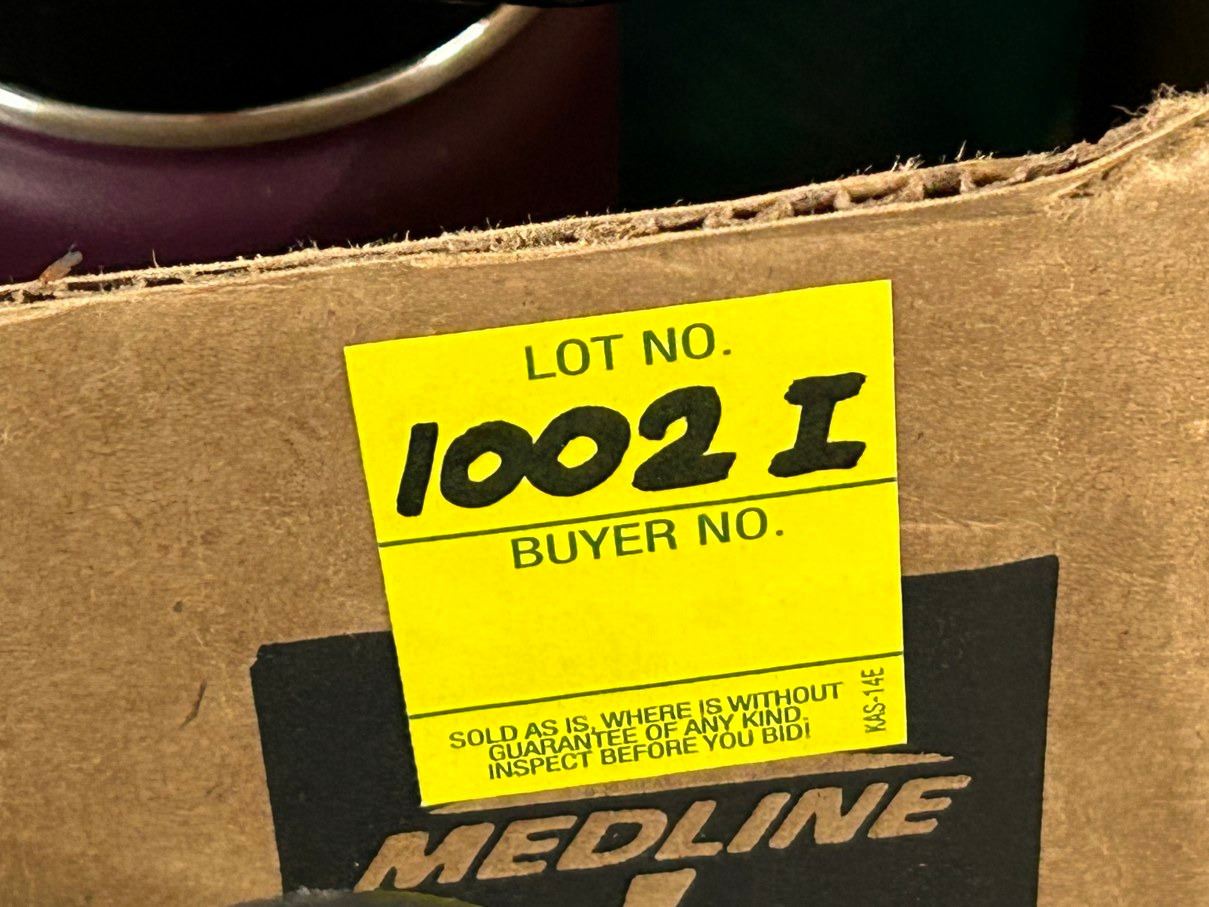 LOT NO.
1002 I
BUYER NO.
SOLD AS IS, WHERE IS WITHOUT
GUARANTEE OF ANY KIND.
INSPECT BEFORE YOU BID!
KAS-14E
MEDLINE